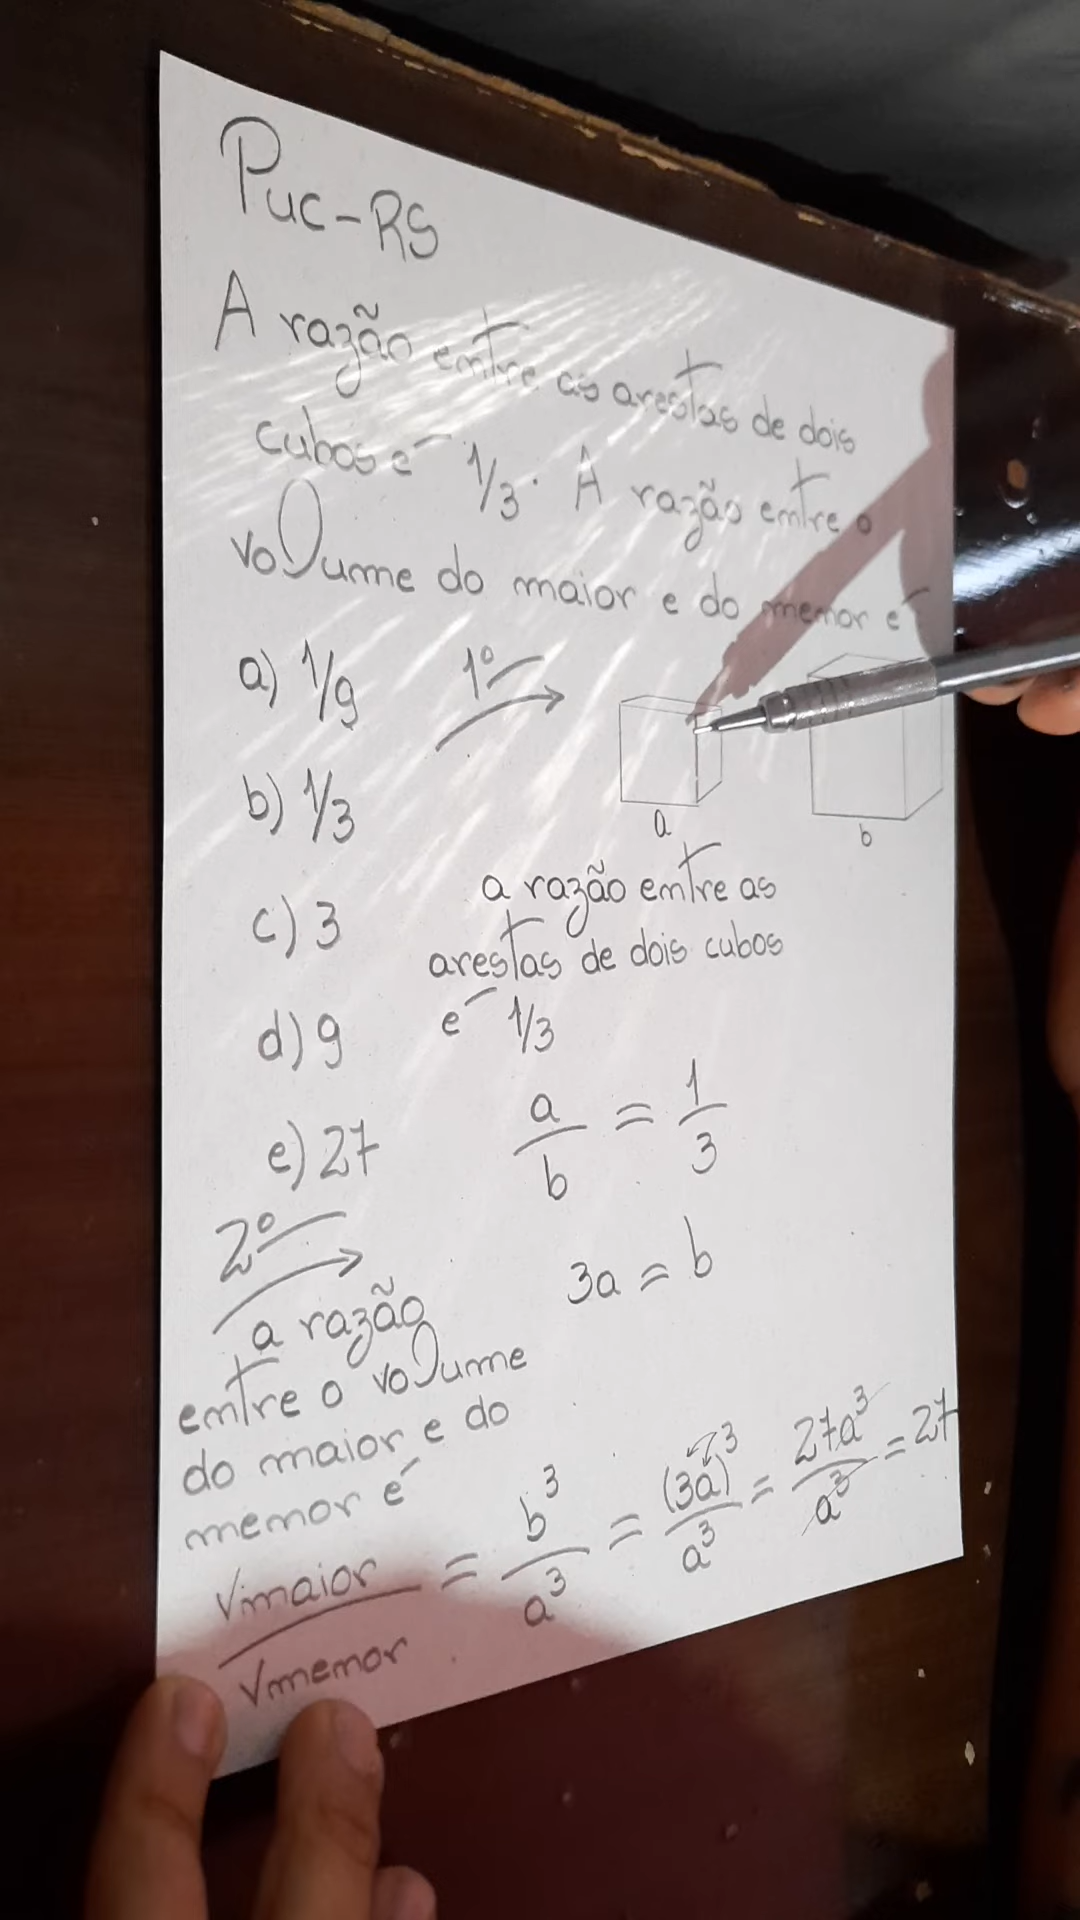 Puc-RS
A razão entre as arestas de dois
cubos é 1/3. A razão entre o
volume do maior e do menor é
a) 1/9
b) 1/3
c) 3
d) 9
e) 27
1º
a
b
a razão entre as
arestas de dois cubos
é 1/3
a/b = 1/3
3a = b
2º
a razão
entre o volume
do maior e do
menor é
Vmaior/Vmenor = b³/a³ = (3a)³/a³ = 27a³/a³ = 27